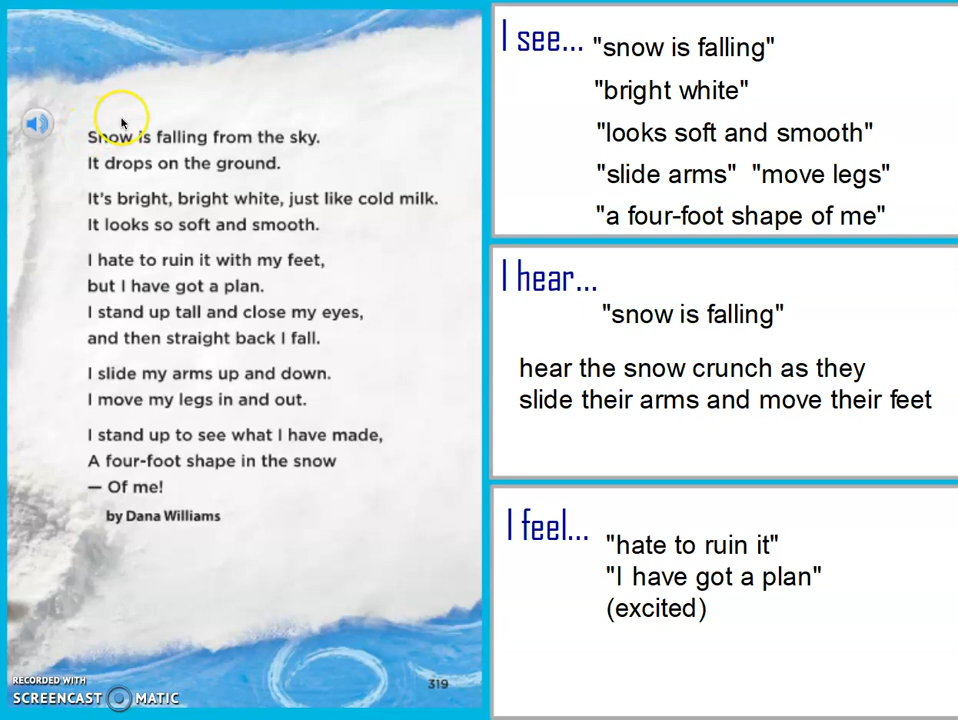 Snow is falling from the sky.
It drops on the ground.
It's bright, bright white, just like cold milk.
It looks so soft and smooth.
I hate to ruin it with my feet,
but I have got a plan.
I stand up tall and close my eyes,
and then straight back I fall.
I slide my arms up and down.
I move my legs in and out.
I stand up to see what I have made,
A four-foot shape in the snow
— Of me!
by Dana Williams
319
RECORDED WITH
SCREENCAST MATIC
I see... "snow is falling"
"bright white"
"looks soft and smooth"
"slide arms" "move legs"
"a four-foot shape of me"
I hear...
"snow is falling"
hear the snow crunch as they
slide their arms and move their feet
I feel...
"hate to ruin it"
"I have got a plan"
(excited)